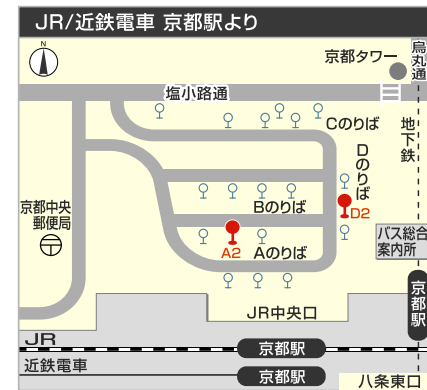 JR/近鉄電車 京都駅より
N
京都タワー
烏丸通
塩小路通
Cのりば
地下鉄
Dのりば
京都中央
郵便局
Bのりば
D2
バス総合
案内所
A2
Aのりば
京都駅
JR中央口
JR
京都駅
近鉄電車
京都駅
八条東口